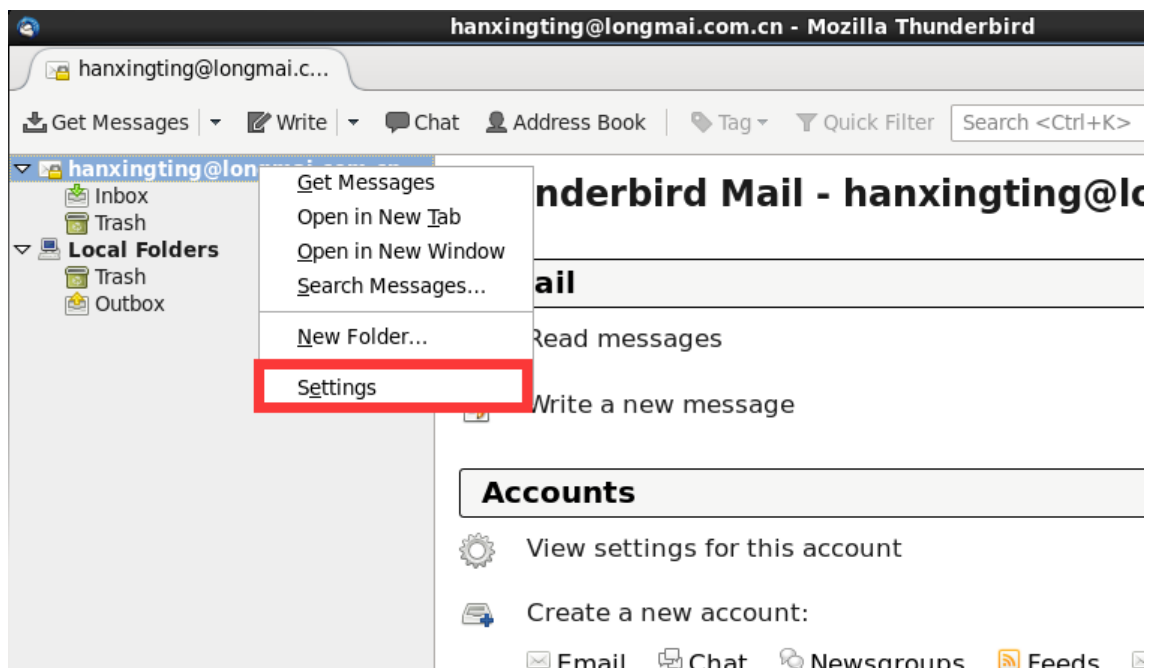 hanxingting@longmai.com.cn - Mozilla Thunderbird
hanxingting@longmai.c...
Get Messages Write Chat Address Book Tag Quick Filter Search <Ctrl+K>
hanxingting@lon
Inbox
Trash
Local Folders
Trash
Outbox
Get Messages
Open in New Tab
Open in New Window
Search Messages...
New Folder...
Settings
nderbird Mail - hanxingting@lo
ail
Read messages
Write a new message
Accounts
View settings for this account
Create a new account:
Email Chat Newsgroups Feeds